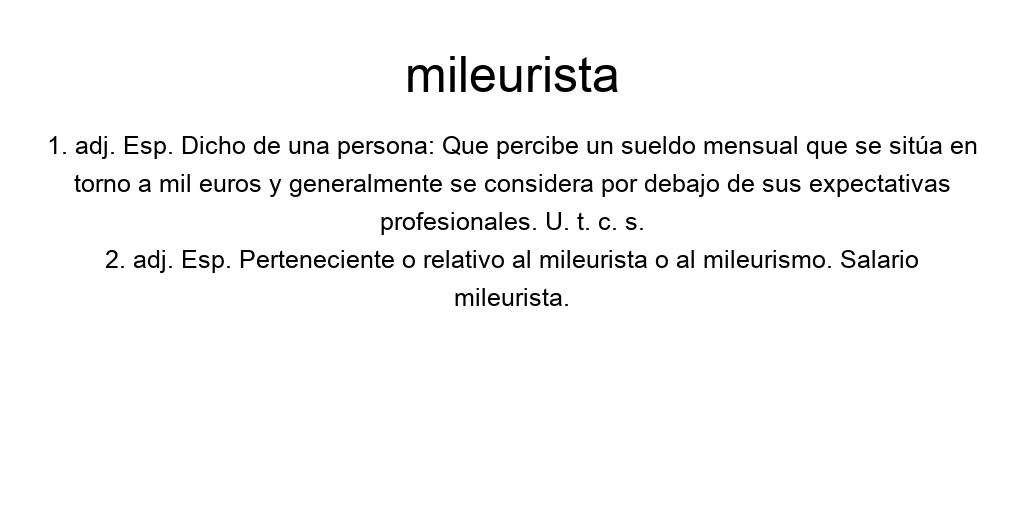 mileurista
1. adj. Esp. Dicho de una persona: Que percibe un sueldo mensual que se sitúa en
torno a mil euros y generalmente se considera por debajo de sus expectativas
profesionales. U. t. c. s.
2. adj. Esp. Perteneciente o relativo al mileurista o al mileurismo. Salario
mileurista.